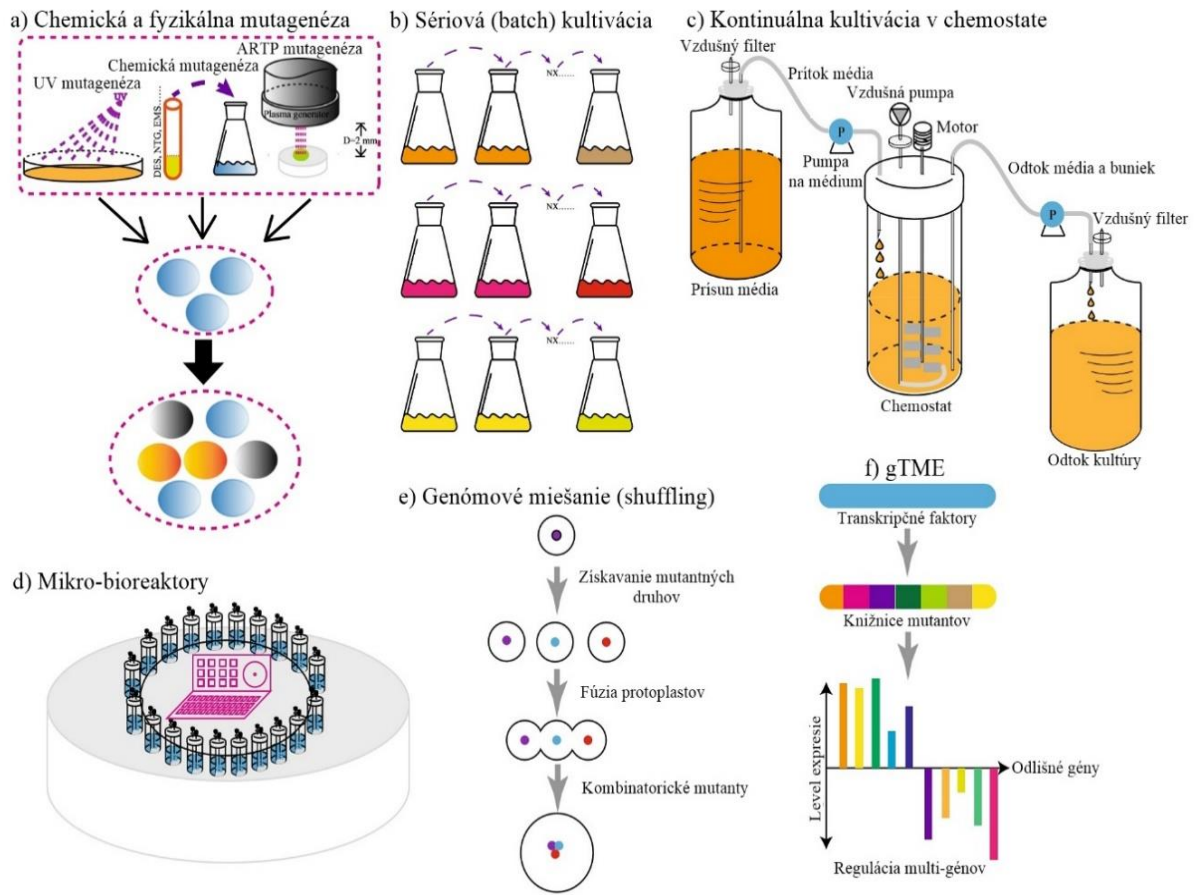 a) Chemická a fyzikálna mutagenéza
ARTP mutagenéza
Chemická mutagenéza
UV mutagenéza
UV
DES, NTG, EMS......
Plasma generator
D=2 mm
b) Sériová (batch) kultivácia
NX......
NX......
NX......
c) Kontinuálna kultivácia v chemostate
Vzdušný filter
Pritok média
Vzdušná pumpa
P
Motor
Pumpa
na médium
Odtok média a buniek
P
Vzdušný filter
Prísun média
Chemostat
Odtok kultúry
d) Mikro-bioreaktory
e) Genómové miešanie (shuffling)
Získavanie mutantných
druhov
Fúzia protoplastov
Kombinatorické mutanty
f) gTME
Transkripčné faktory
Knižnice mutantov
Level expresie
Odlišné gény
Regulácia multi-génov